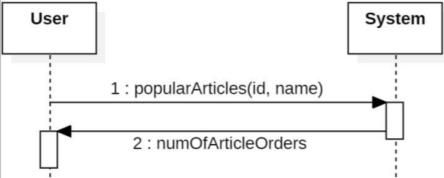 User
System
1 : popularArticles(id, name)
2 : numOfArticleOrders